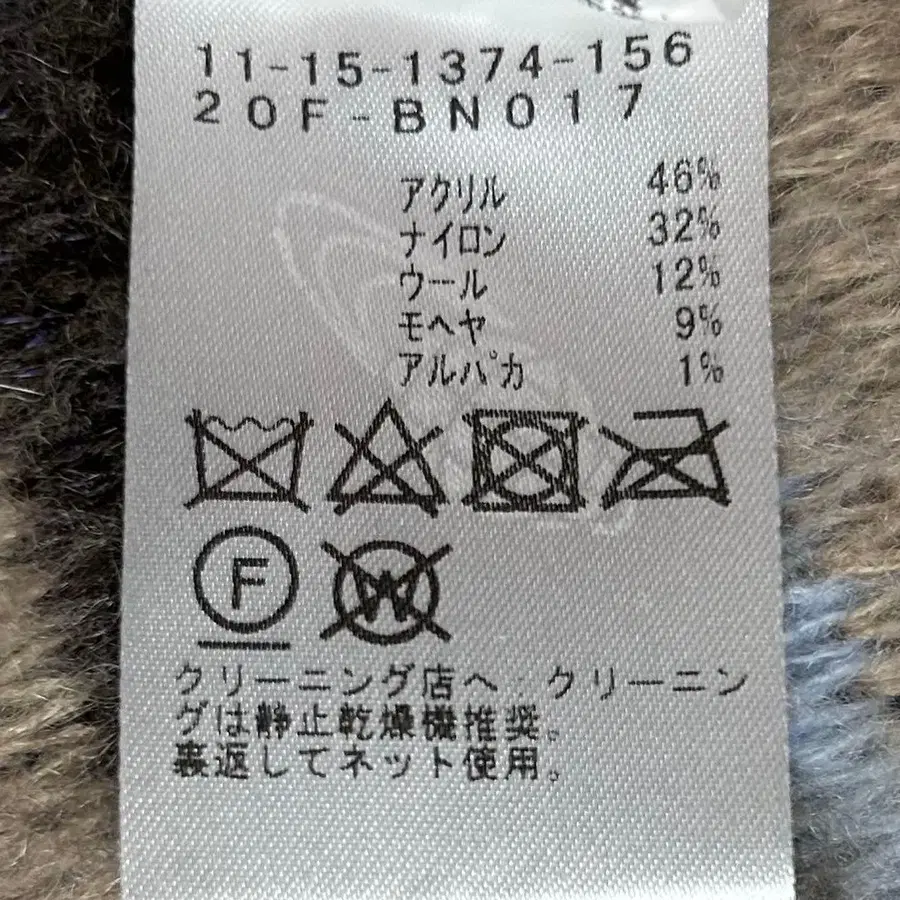 11-15-1374-156
20F-BN017
アクリル 46%
ナイロン 32%
ウール 12%
モヘヤ 9%
アルパカ 1%
F
W
クリーニング店へ クリーニン
グは静止乾燥機推奨。
裏返してネット使用。